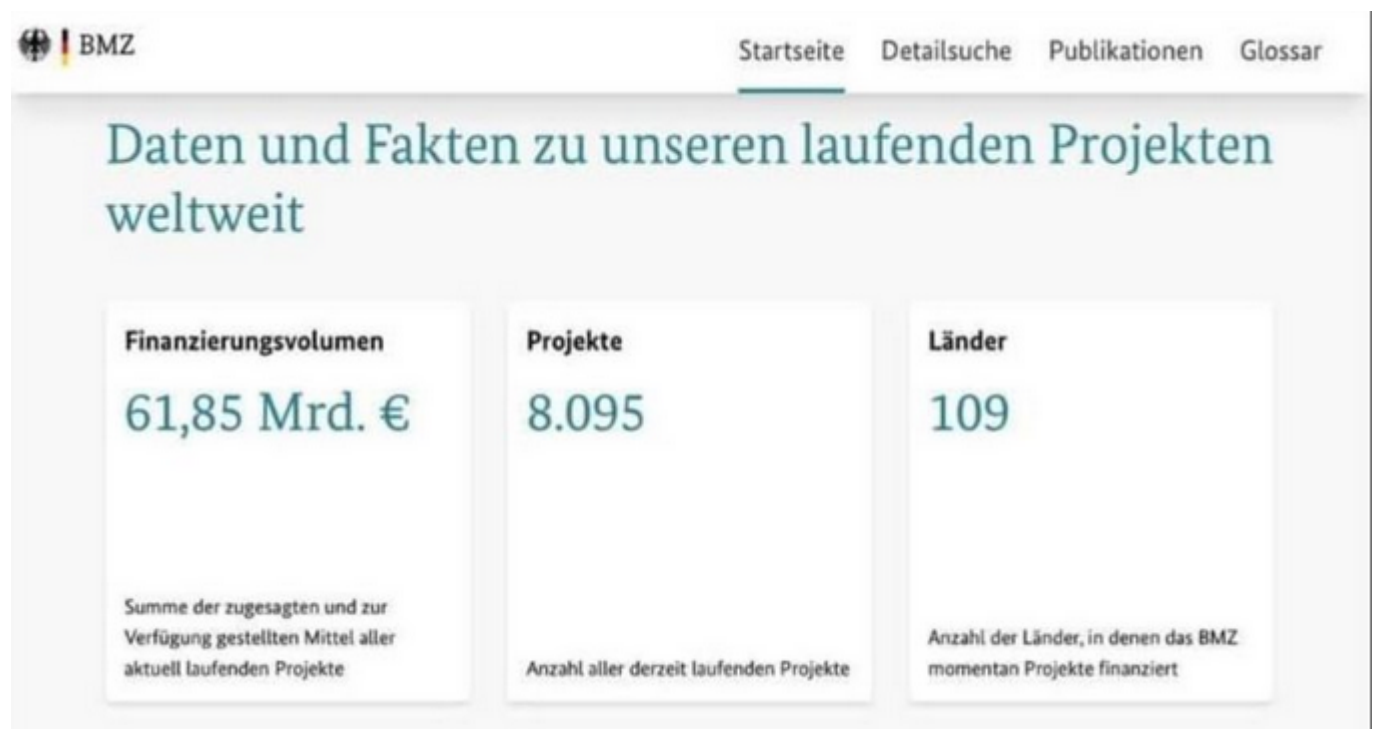 BMZ
Startseite Detailsuche Publikationen Glossar
Daten und Fakten zu unseren laufenden Projekten
weltweit
Finanzierungsvolumen
61,85 Mrd. €
Summe der zugesagten und zur
Verfügung gestellten Mittel aller
aktuell laufenden Projekte
Projekte
8.095
Anzahl aller derzeit laufenden Projekte
Länder
109
Anzahl der Länder, in denen das BMZ
momentan Projekte finanziert